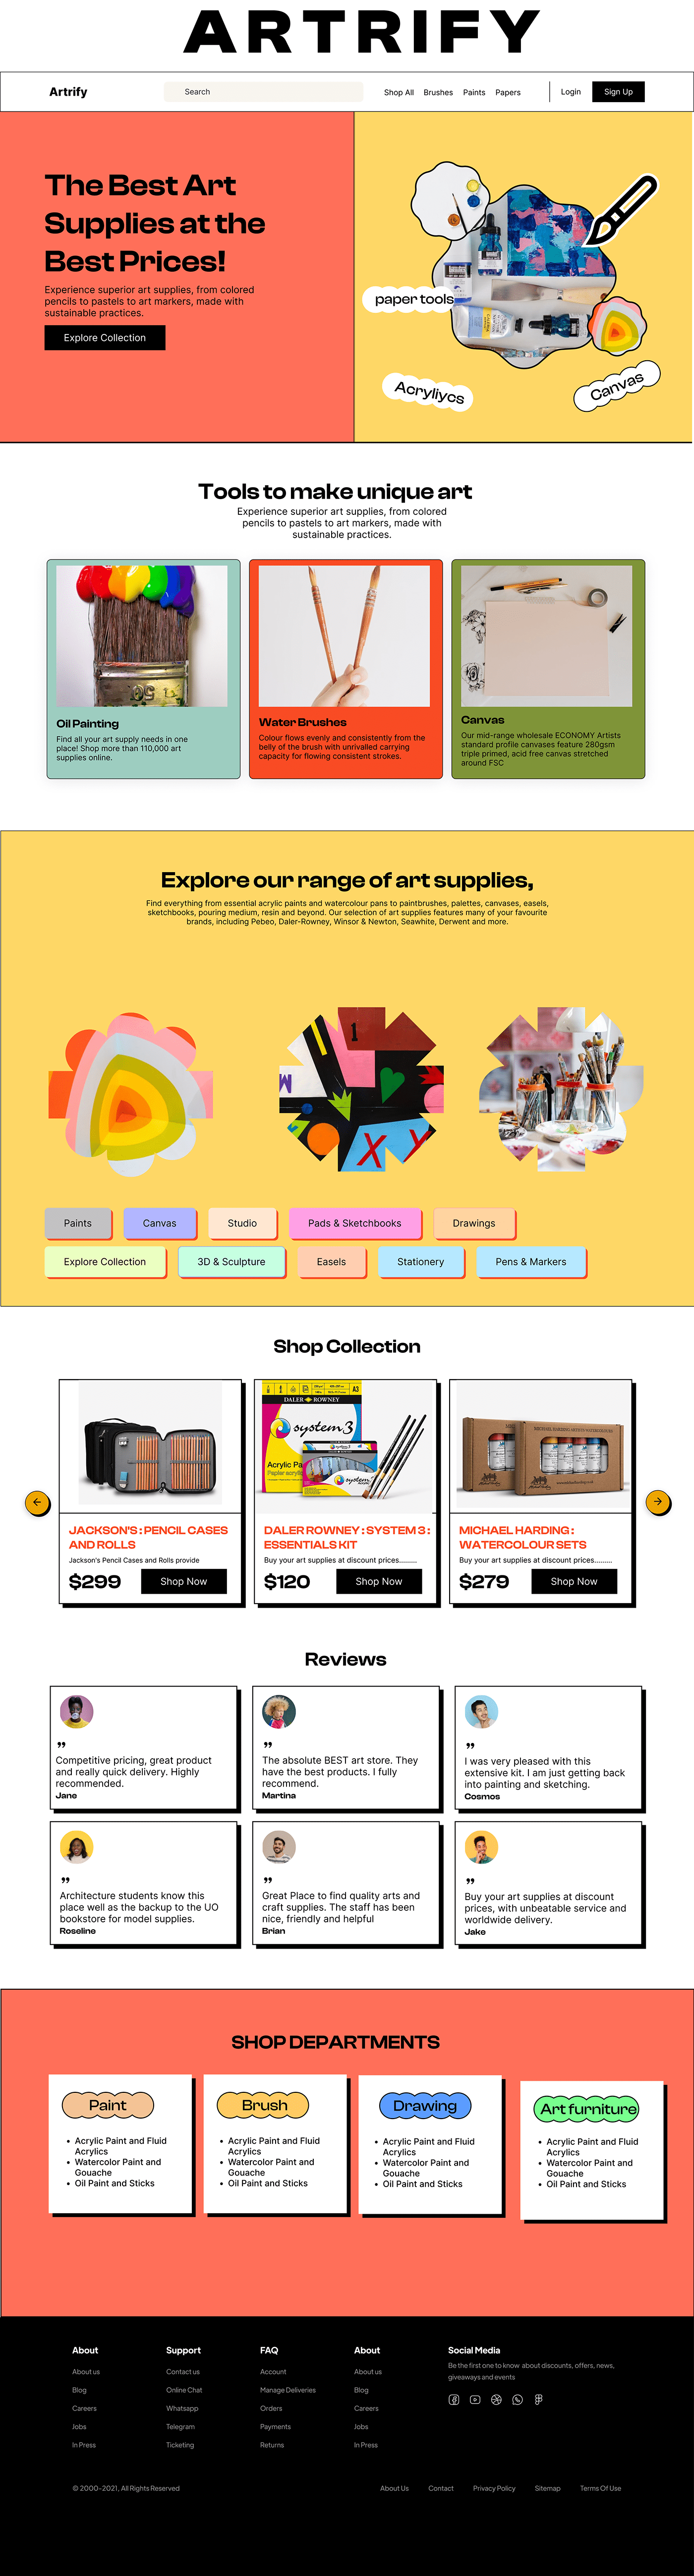 ARTRIFY
Artrify
Search
Shop All
Brushes
Paints
Papers
Login
Sign Up
The Best Art
Supplies at the
Best Prices!
Experience superior art supplies, from colored
pencils to pastels to art markers, made with
sustainable practices.
Explore Collection
paper tools
Acryliycs
Canvas
Tools to make unique art
Experience superior art supplies, from colored
pencils to pastels to art markers, made with
sustainable practices.
Oil Painting
Find all your art supply needs in one
place! Shop more than 110,000 art
supplies online.
Water Brushes
Colour flows evenly and consistently from the
belly of the brush with unrivalled carrying
capacity for flowing consistent strokes.
Canvas
Our mid-range wholesale ECONOMY Artists
standard profile canvases feature 280gsm
triple primed, acid free canvas stretched
around FSC
Explore our range of art supplies,
Find everything from essential acrylic paints and watercolour pans to paintbrushes, palettes, canvases, easels,
sketchbooks, pouring medium, resin and beyond. Our selection of art supplies features many of your favourite
brands, including Pebeo, Daler-Rowney, Winsor & Newton, Seawhite, Derwent and more.
Paints
Canvas
Studio
Pads & Sketchbooks
Drawings
Explore Collection
3D & Sculpture
Easels
Stationery
Pens & Markers
Shop Collection
A3
DALER ROWNEY
system3
Acrylic Pa
Papier acryli
system3
JACKSON'S : PENCIL CASES
AND ROLLS
Jackson's Pencil Cases and Rolls provide
$299
Shop Now
DALER ROWNEY : SYSTEM 3 :
ESSENTIALS KIT
Buy your art supplies at discount prices.........
$120
Shop Now
MICHAEL HARDING :
WATERCOLOUR SETS
Buy your art supplies at discount prices.........
$279
Shop Now
Reviews
”
Competitive pricing, great product
and really quick delivery. Highly
recommended.
Jane
”
The absolute BEST art store. They
have the best products. I fully
recommend.
Martina
”
I was very pleased with this
extensive kit. I am just getting back
into painting and sketching.
Cosmos
”
Architecture students know this
place well as the backup to the UO
bookstore for model supplies.
Roseline
”
Great Place to find quality arts and
craft supplies. The staff has been
nice, friendly and helpful
Brian
”
Buy your art supplies at discount
prices, with unbeatable service and
worldwide delivery.
Jake
SHOP DEPARTMENTS
Paint
• Acrylic Paint and Fluid
Acrylics
• Watercolor Paint and
Gouache
• Oil Paint and Sticks
Brush
• Acrylic Paint and Fluid
Acrylics
• Watercolor Paint and
Gouache
• Oil Paint and Sticks
Drawing
• Acrylic Paint and Fluid
Acrylics
• Watercolor Paint and
Gouache
• Oil Paint and Sticks
Art furniture
• Acrylic Paint and Fluid
Acrylics
• Watercolor Paint and
Gouache
• Oil Paint and Sticks
About
About us
Blog
Careers
Jobs
In Press
Support
Contact us
Online Chat
Whatsapp
Telegram
Ticketing
FAQ
Account
Manage Deliveries
Orders
Payments
Returns
About
About us
Blog
Careers
Jobs
In Press
Social Media
Be the first one to know about discounts, offers, news,
giveaways and events
© 2000-2021, All Rights Reserved
About Us
Contact
Privacy Policy
Sitemap
Terms Of Use